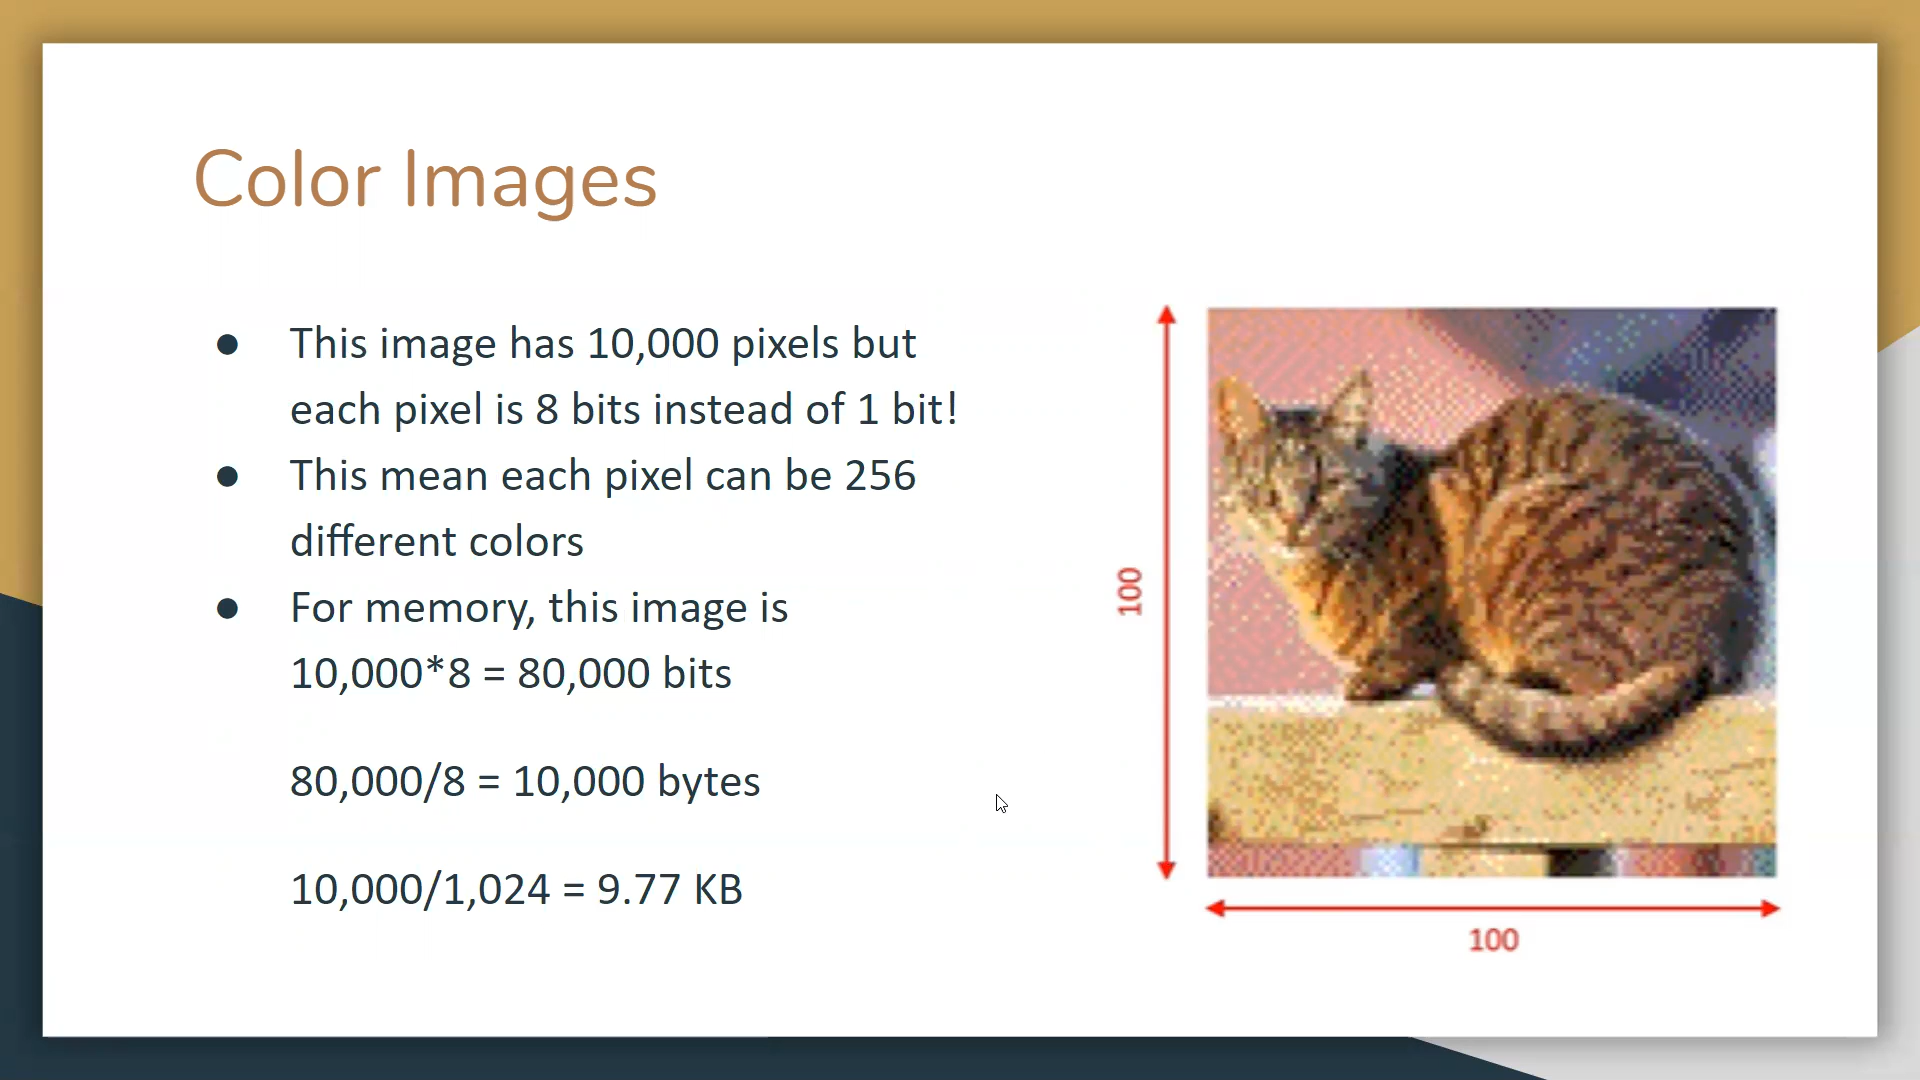 Color Images
● This image has 10,000 pixels but
each pixel is 8 bits instead of 1 bit!
● This mean each pixel can be 256
different colors
● For memory, this image is
10,000*8 = 80,000 bits
80,000/8 = 10,000 bytes
10,000/1,024 = 9.77 KB
100
100